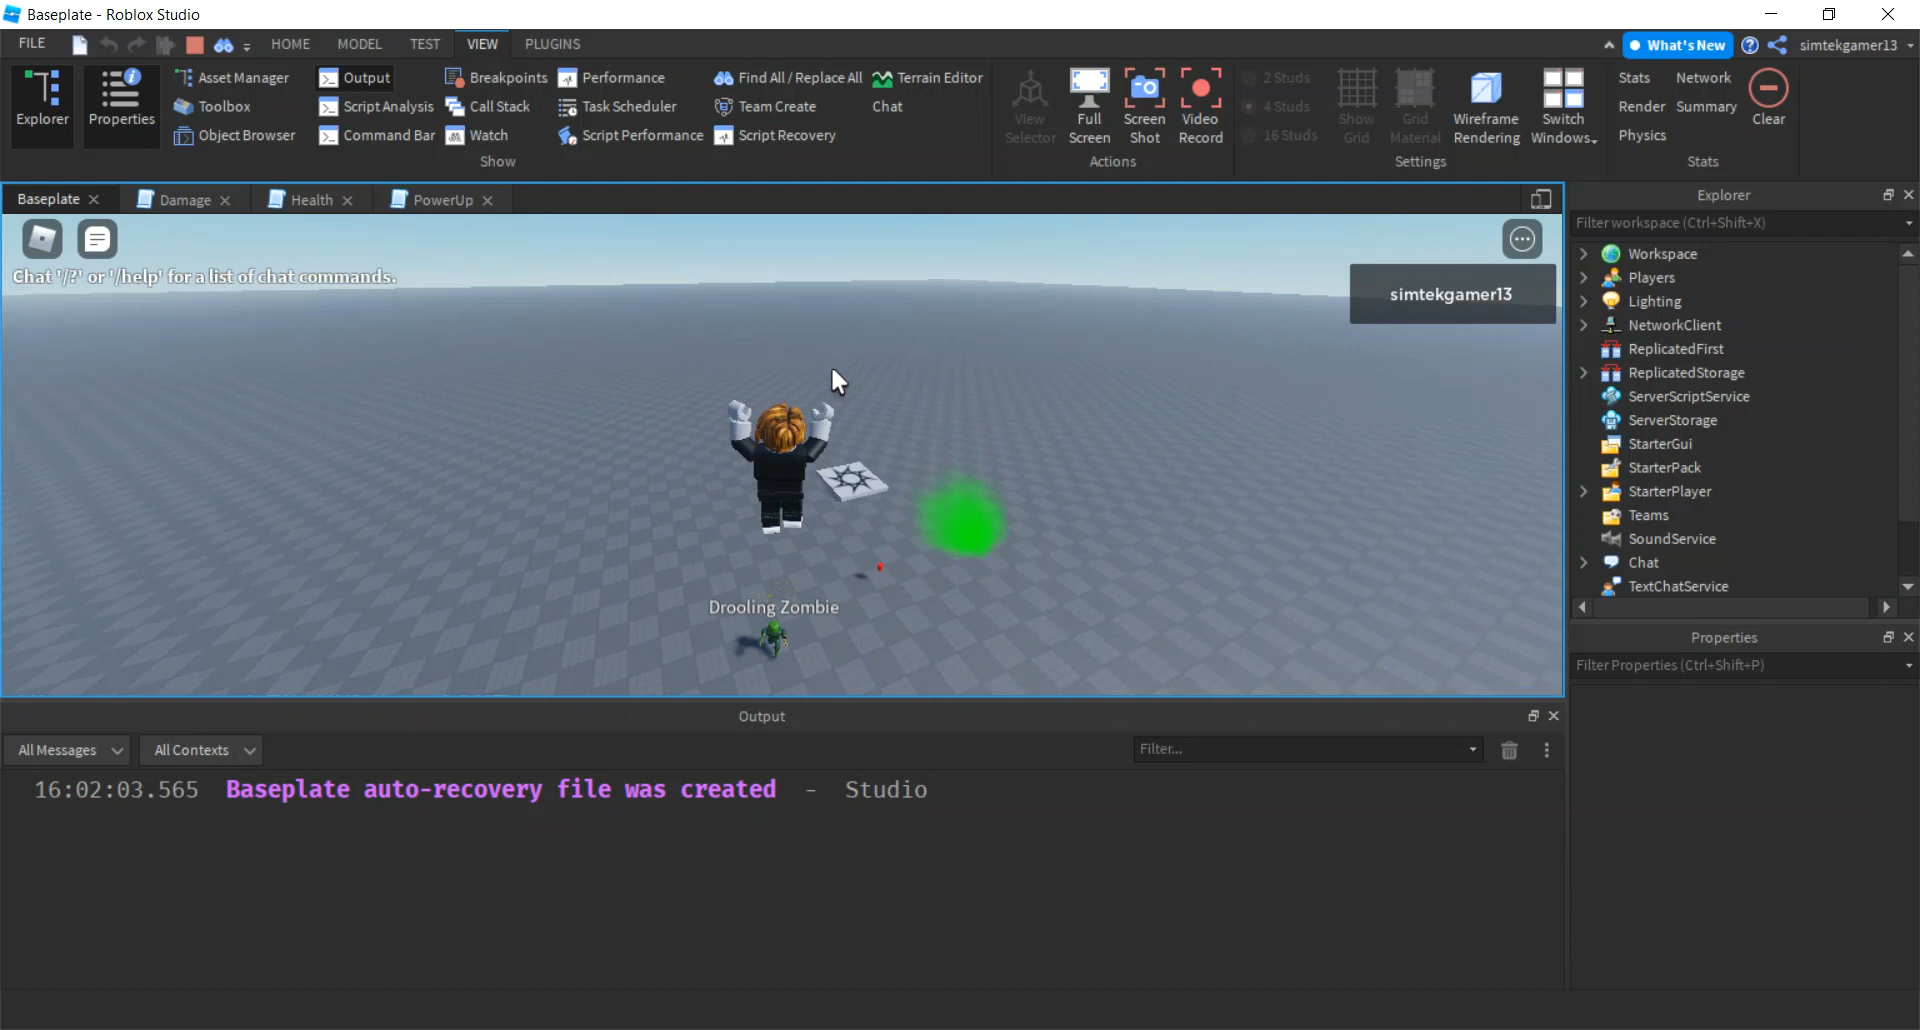 Baseplate - Roblox Studio
FILE HOME MODEL TEST VIEW PLUGINS
What's New
simtekgamer13
Explorer
Properties
Asset Manager
Toolbox
Object Browser
Output
Script Analysis
Command Bar
Breakpoints
Call Stack
Watch
Performance
Task Scheduler
Script Performance
Find All / Replace All
Team Create
Script Recovery
Terrain Editor
Chat
Show
View
Selector
Full
Screen
Screen
Shot
Video
Record
Actions
2 Studs
4 Studs
16 Studs
Show
Grid
Grid
Material
Wireframe
Rendering
Switch
Windows
Settings
Stats
Network
Render
Summary
Physics
Clear
Stats
Baseplate
Damage
Health
PowerUp
Chat '/?' or '/help' for a list of chat commands.
simtekgamer13
Drooling Zombie
Explorer
Filter workspace (Ctrl+Shift+X)
Workspace
Players
Lighting
NetworkClient
ReplicatedFirst
ReplicatedStorage
ServerScriptService
ServerStorage
StarterGui
StarterPack
StarterPlayer
Teams
SoundService
Chat
TextChatService
Properties
Filter Properties (Ctrl+Shift+P)
Output
All Messages
All Contexts
Filter...
16:02:03.565 Baseplate auto-recovery file was created - Studio